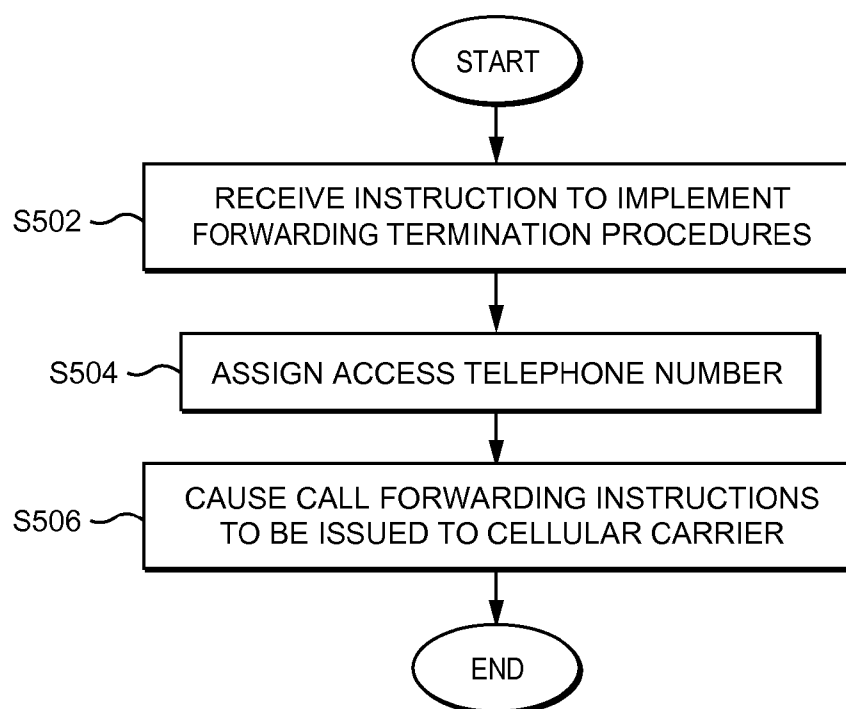 START
S502
RECEIVE INSTRUCTION TO IMPLEMENT
FORWARDING TERMINATION PROCEDURES
S504
ASSIGN ACCESS TELEPHONE NUMBER
S506
CAUSE CALL FORWARDING INSTRUCTIONS
TO BE ISSUED TO CELLULAR CARRIER
END